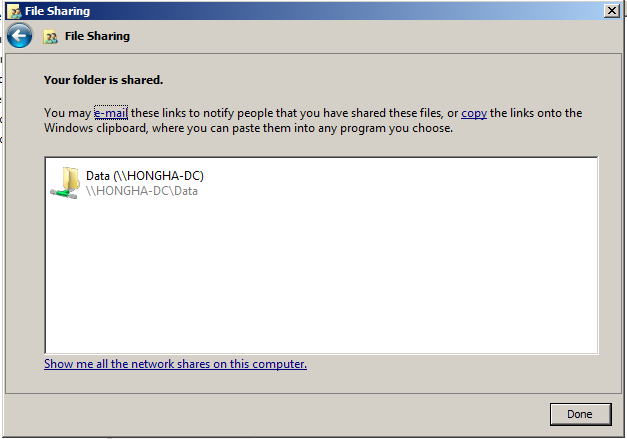 File Sharing
File Sharing
Your folder is shared.
You may e-mail these links to notify people that you have shared these files, or copy the links onto the
Windows clipboard, where you can paste them into any program you choose.
Data (\\HONGHA-DC)
\\HONGHA-DC\Data
Show me all the network shares on this computer.
Done